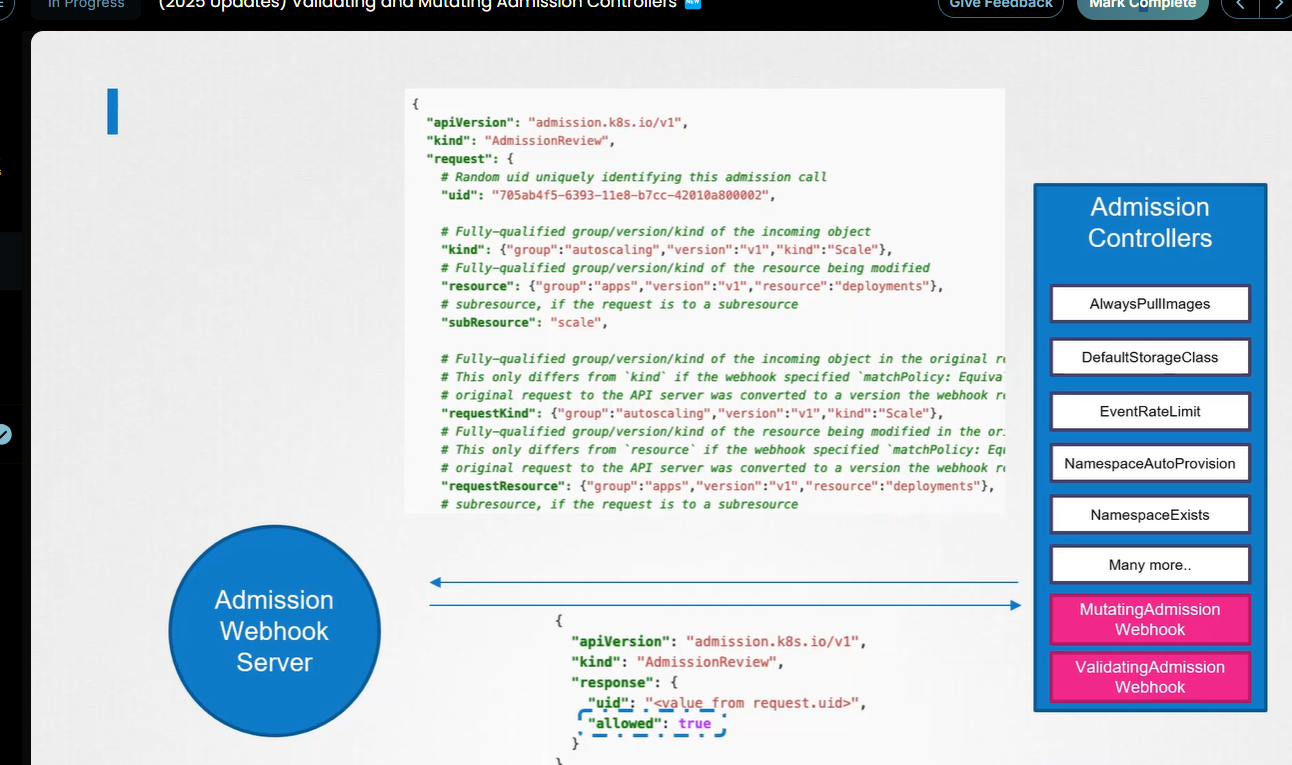 In Progress
(2025 Updates) Validating and Mutating Admission Controllers
Give Feedback
Mark Complete
{
"apiVersion": "admission.k8s.io/v1",
"kind": "AdmissionReview",
"request": {
# Random uid uniquely identifying this admission call
"uid": "705ab4f5-6393-11e8-b7cc-42010a800002",
# Fully-qualified group/version/kind of the incoming object
"kind": {"group":"autoscaling","version":"v1","kind":"Scale"},
# Fully-qualified group/version/kind of the resource being modified
"resource": {"group":"apps","version":"v1","resource":"deployments"},
# subresource, if the request is to a subresource
"subResource": "scale",
# Fully-qualified group/version/kind of the incoming object in the original
# This only differs from `kind` if the webhook specified `matchPolicy:
# original request to the API server was converted to a version the webhook
"requestKind": {"group":"autoscaling","version":"v1","kind":"Scale"},
# Fully-qualified group/version/kind of the resource being modified in the
# This only differs from `resource` if the webhook specified `matchPolicy:
# original request to the API server was converted to a version the webhook
"requestResource": {"group":"apps","version":"v1","resource":"deployments"},
# subresource, if the request is to a subresource
Admission
Controllers
AlwaysPullImages
DefaultStorageClass
EventRateLimit
NamespaceAutoProvision
NamespaceExists
Many more..
MutatingAdmission
Webhook
ValidatingAdmission
Webhook
Admission
Webhook
Server
{
"apiVersion": "admission.k8s.io/v1",
"kind": "AdmissionReview",
"response": {
"uid": "<value from request.uid>",
"allowed": true
}
}